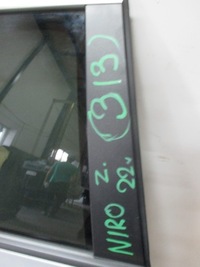 (313)
NIRO Z.
22v